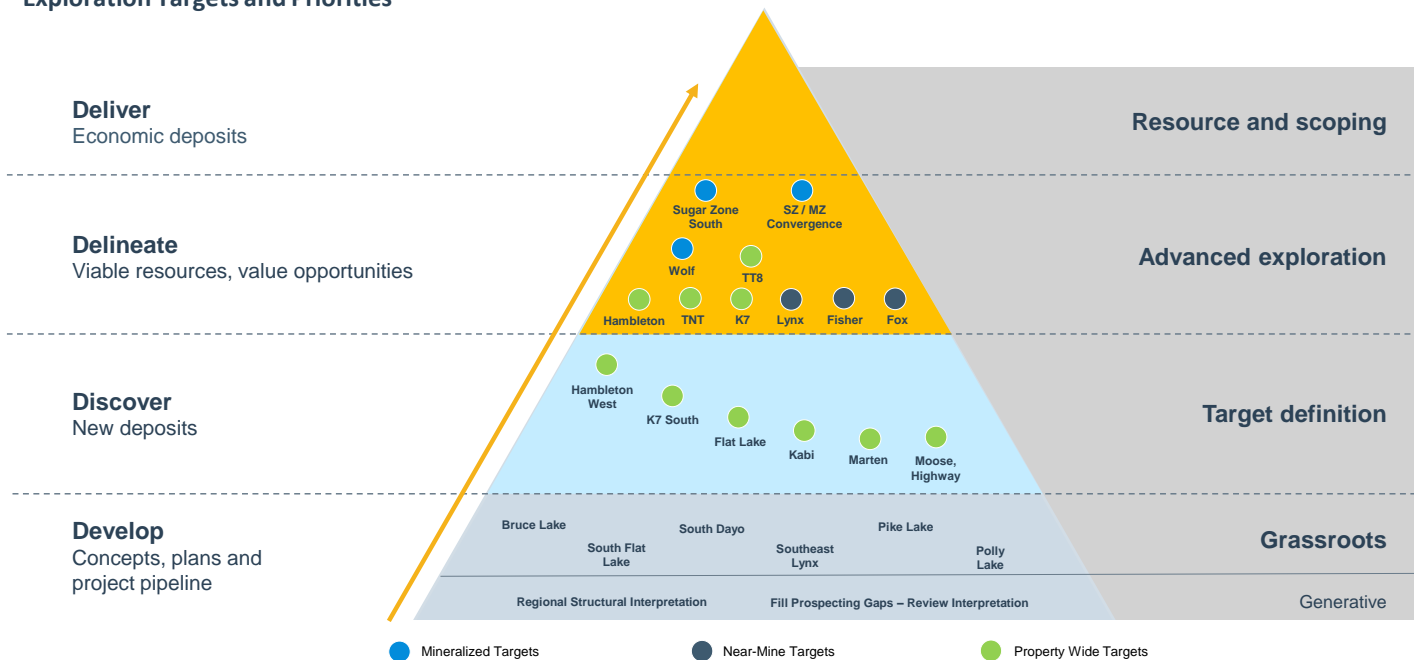 Exploration Targets and Priorities
Deliver
Economic deposits
Resource and scoping
Sugar Zone
South
SZ / MZ
Convergence
Delineate
Viable resources, value opportunities
Wolf
TT8
Advanced exploration
Hambleton
TNT
K7
Lynx
Fisher
Fox
Discover
New deposits
Hambleton
West
K7 South
Flat Lake
Kabi
Marten
Moose,
Highway
Target definition
Develop
Concepts, plans and
project pipeline
Bruce Lake
South Flat
Lake
South Dayo
Southeast
Lynx
Pike Lake
Polly
Lake
Grassroots
Regional Structural Interpretation
Fill Prospecting Gaps – Review Interpretation
Generative
Mineralized Targets
Near-Mine Targets
Property Wide Targets